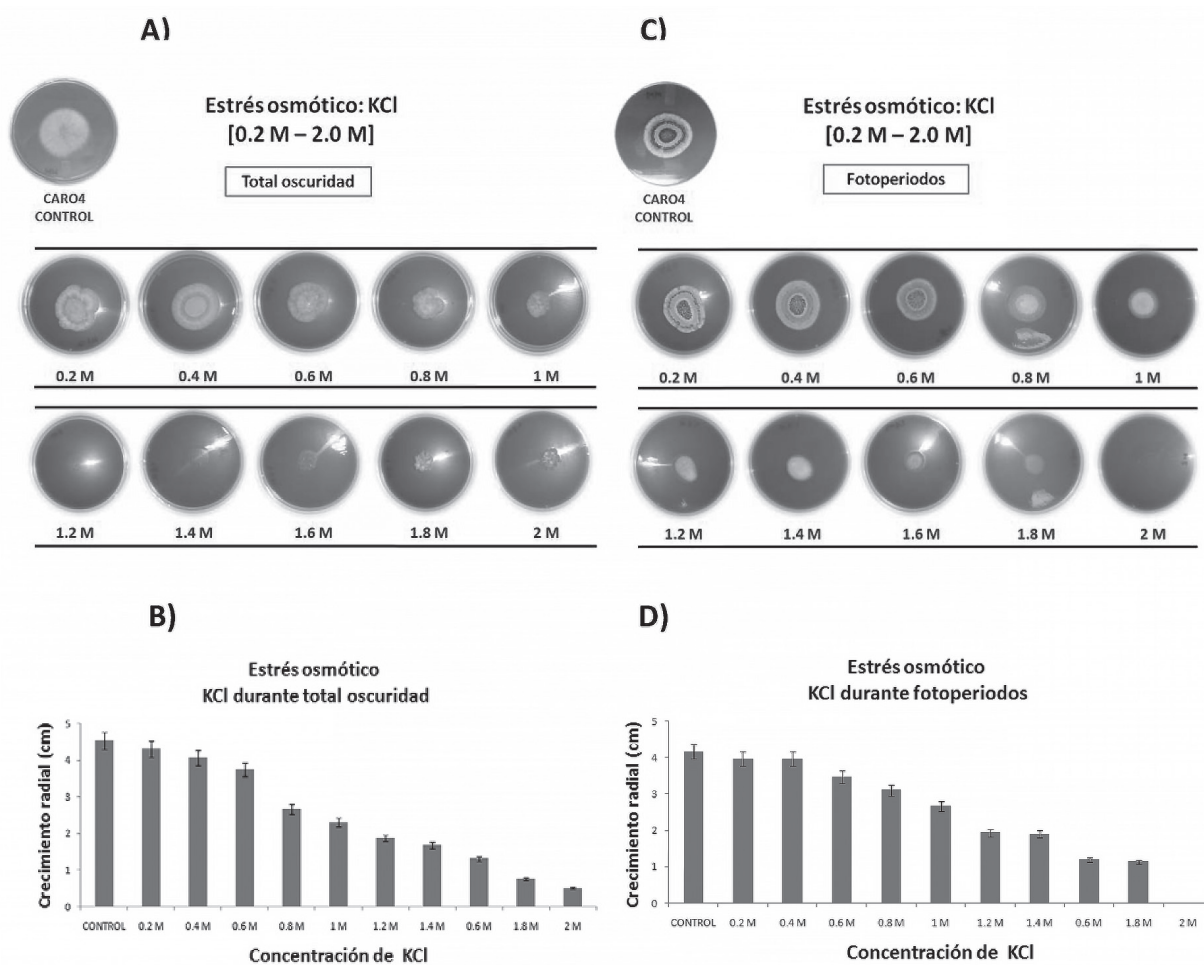 A)
Estrés osmótico: KCl
[0.2 M – 2.0 M]
Total oscuridad
CARO4
CONTROL
0.2 M 0.4 M 0.6 M 0.8 M 1 M
1.2 M 1.4 M 1.6 M 1.8 M 2 M
C)
Estrés osmótico: KCl
[0.2 M – 2.0 M]
Fotoperiodos
CARO4
CONTROL
0.2 M 0.4 M 0.6 M 0.8 M 1 M
1.2 M 1.4 M 1.6 M 1.8 M 2 M
B)
Estrés osmótico
KCl durante total oscuridad
Crecimiento radial (cm)
5
4
3
2
1
0
CONTROL 0.2 M 0.4 M 0.6 M 0.8 M 1 M 1.2 M 1.4 M 0.6 M 1.8 M 2 M
Concentración de KCl
D)
Estrés osmótico
KCl durante fotoperiodos
Crecimiento radial (cm)
5
4
3
2
1
0
CONTROL 0.2 M 0.4 M 0.6 M 0.8 M 1 M 1.2 M 1.4 M 0.6 M 1.8 M 2 M
Concentración de KCl